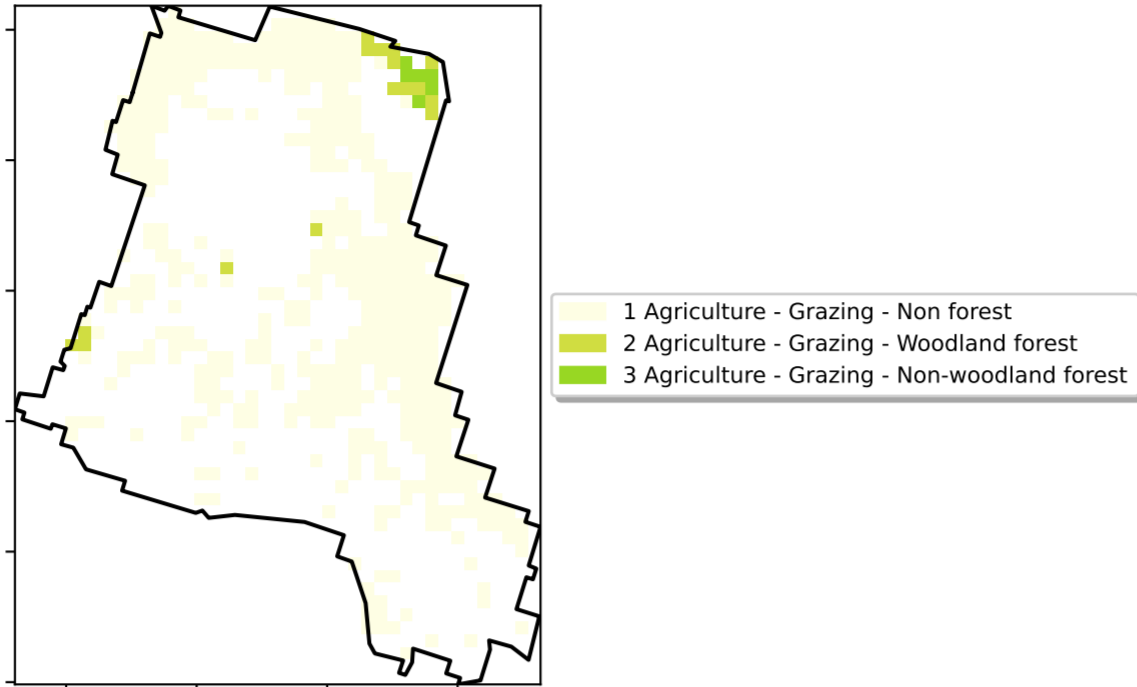 1 Agriculture - Grazing - Non forest
2 Agriculture - Grazing - Woodland forest
3 Agriculture - Grazing - Non-woodland forest